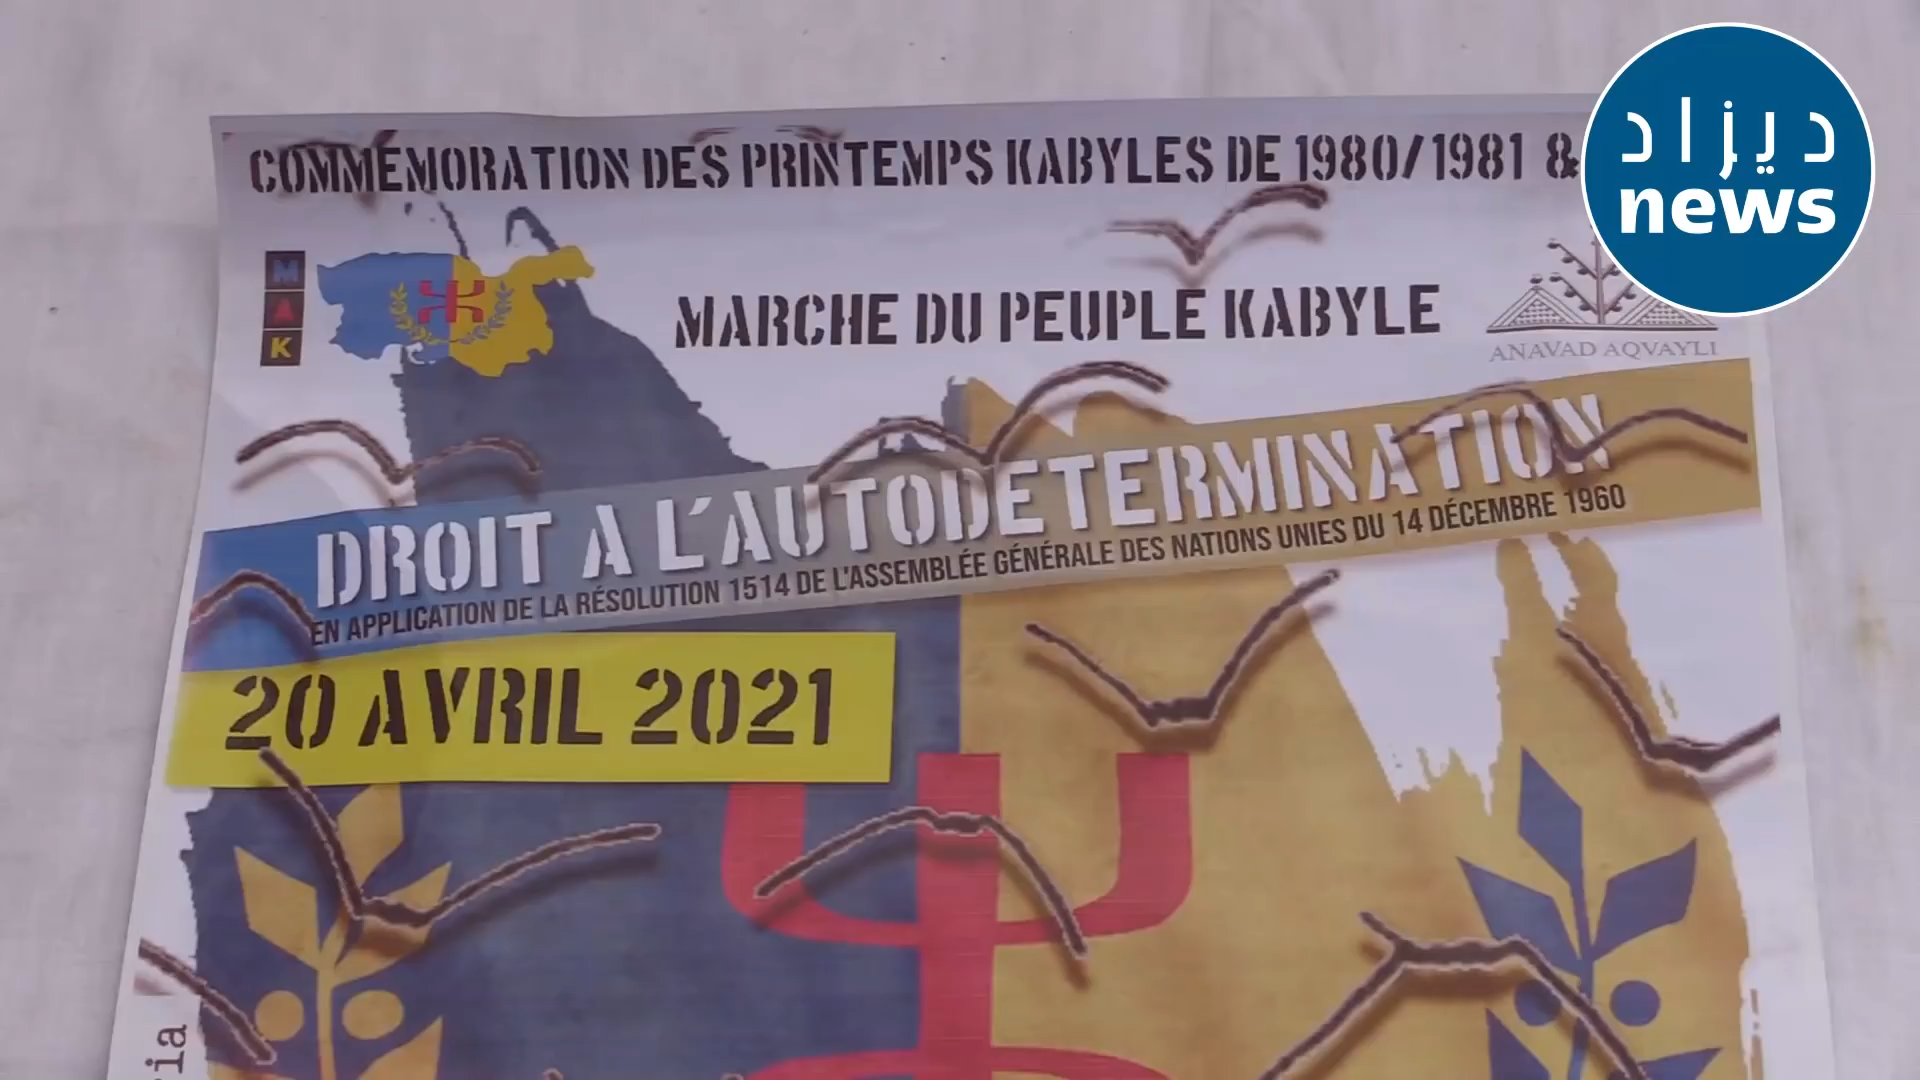 COMMÉMORATION DES PRINTEMPS KABYLES DE 1980/1981 &
ديزاد
news
M
A
K
MARCHE DU PEUPLE KABYLE
ANAVAD AQVAYLI
DROIT A L'AUTODETERMINATION
EN APPLICATION DE LA RÉSOLUTION 1514 DE L'ASSEMBLÉE GÉNÉRALE DES NATIONS UNIES DU 14 DÉCEMBRE 1960
20 AVRIL 2021